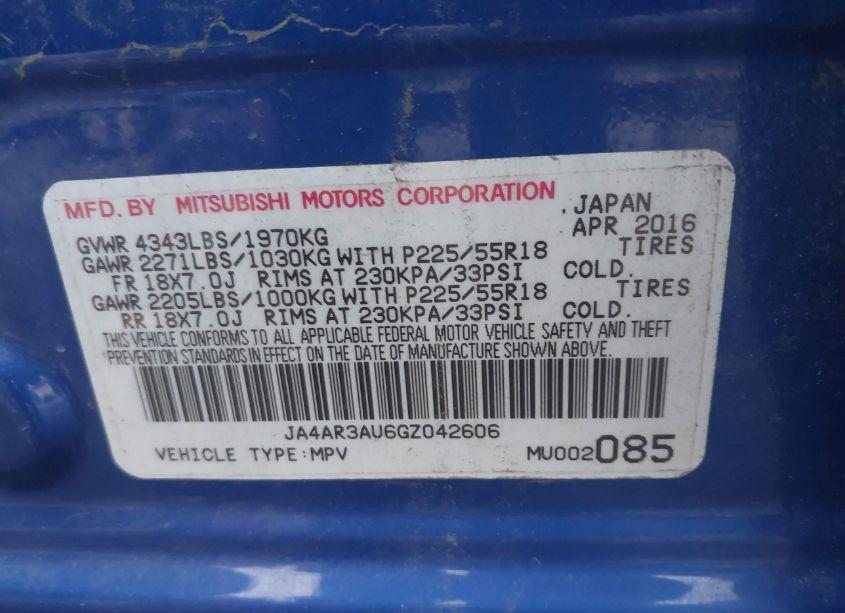 MFD. BY MITSUBISHI MOTORS CORPORATION , JAPAN
GVWR 4343LBS/1970KG APR 2016
GAWR 2271LBS/1030KG WITH P225/55R18 TIRES
FR 18X7.0J RIMS AT 230KPA/33PSI COLD.
GAWR 2205LBS/1000KG WITH P225/55R18 TIRES
RR 18X7.0J RIMS AT 230KPA/33PSI COLD.
THIS VEHICLE CONFORMS TO ALL APPLICABLE FEDERAL MOTOR VEHICLE SAFETY AND THEFT
PREVENTION STANDARDS IN EFFECT ON THE DATE OF MANUFACTURE SHOWN ABOVE.
JA4AR3AU6GZ042606
VEHICLE TYPE:MPV MU002085